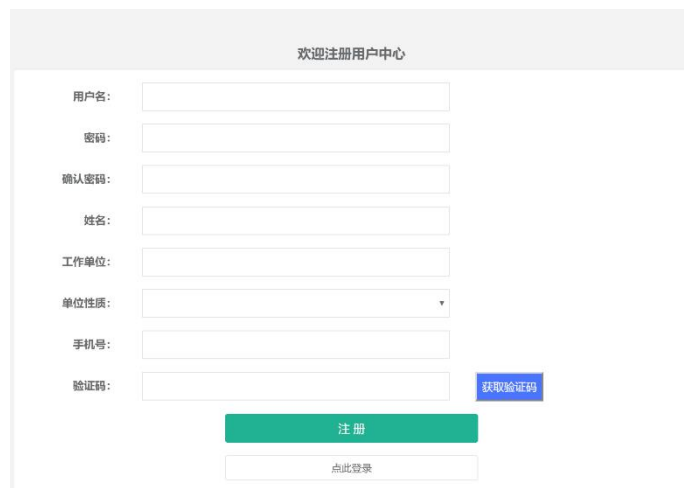 欢迎注册用户中心
用户名：
密码：
确认密码：
姓名：
工作单位：
单位性质：
手机号：
验证码： 获取验证码
注 册
点此登录